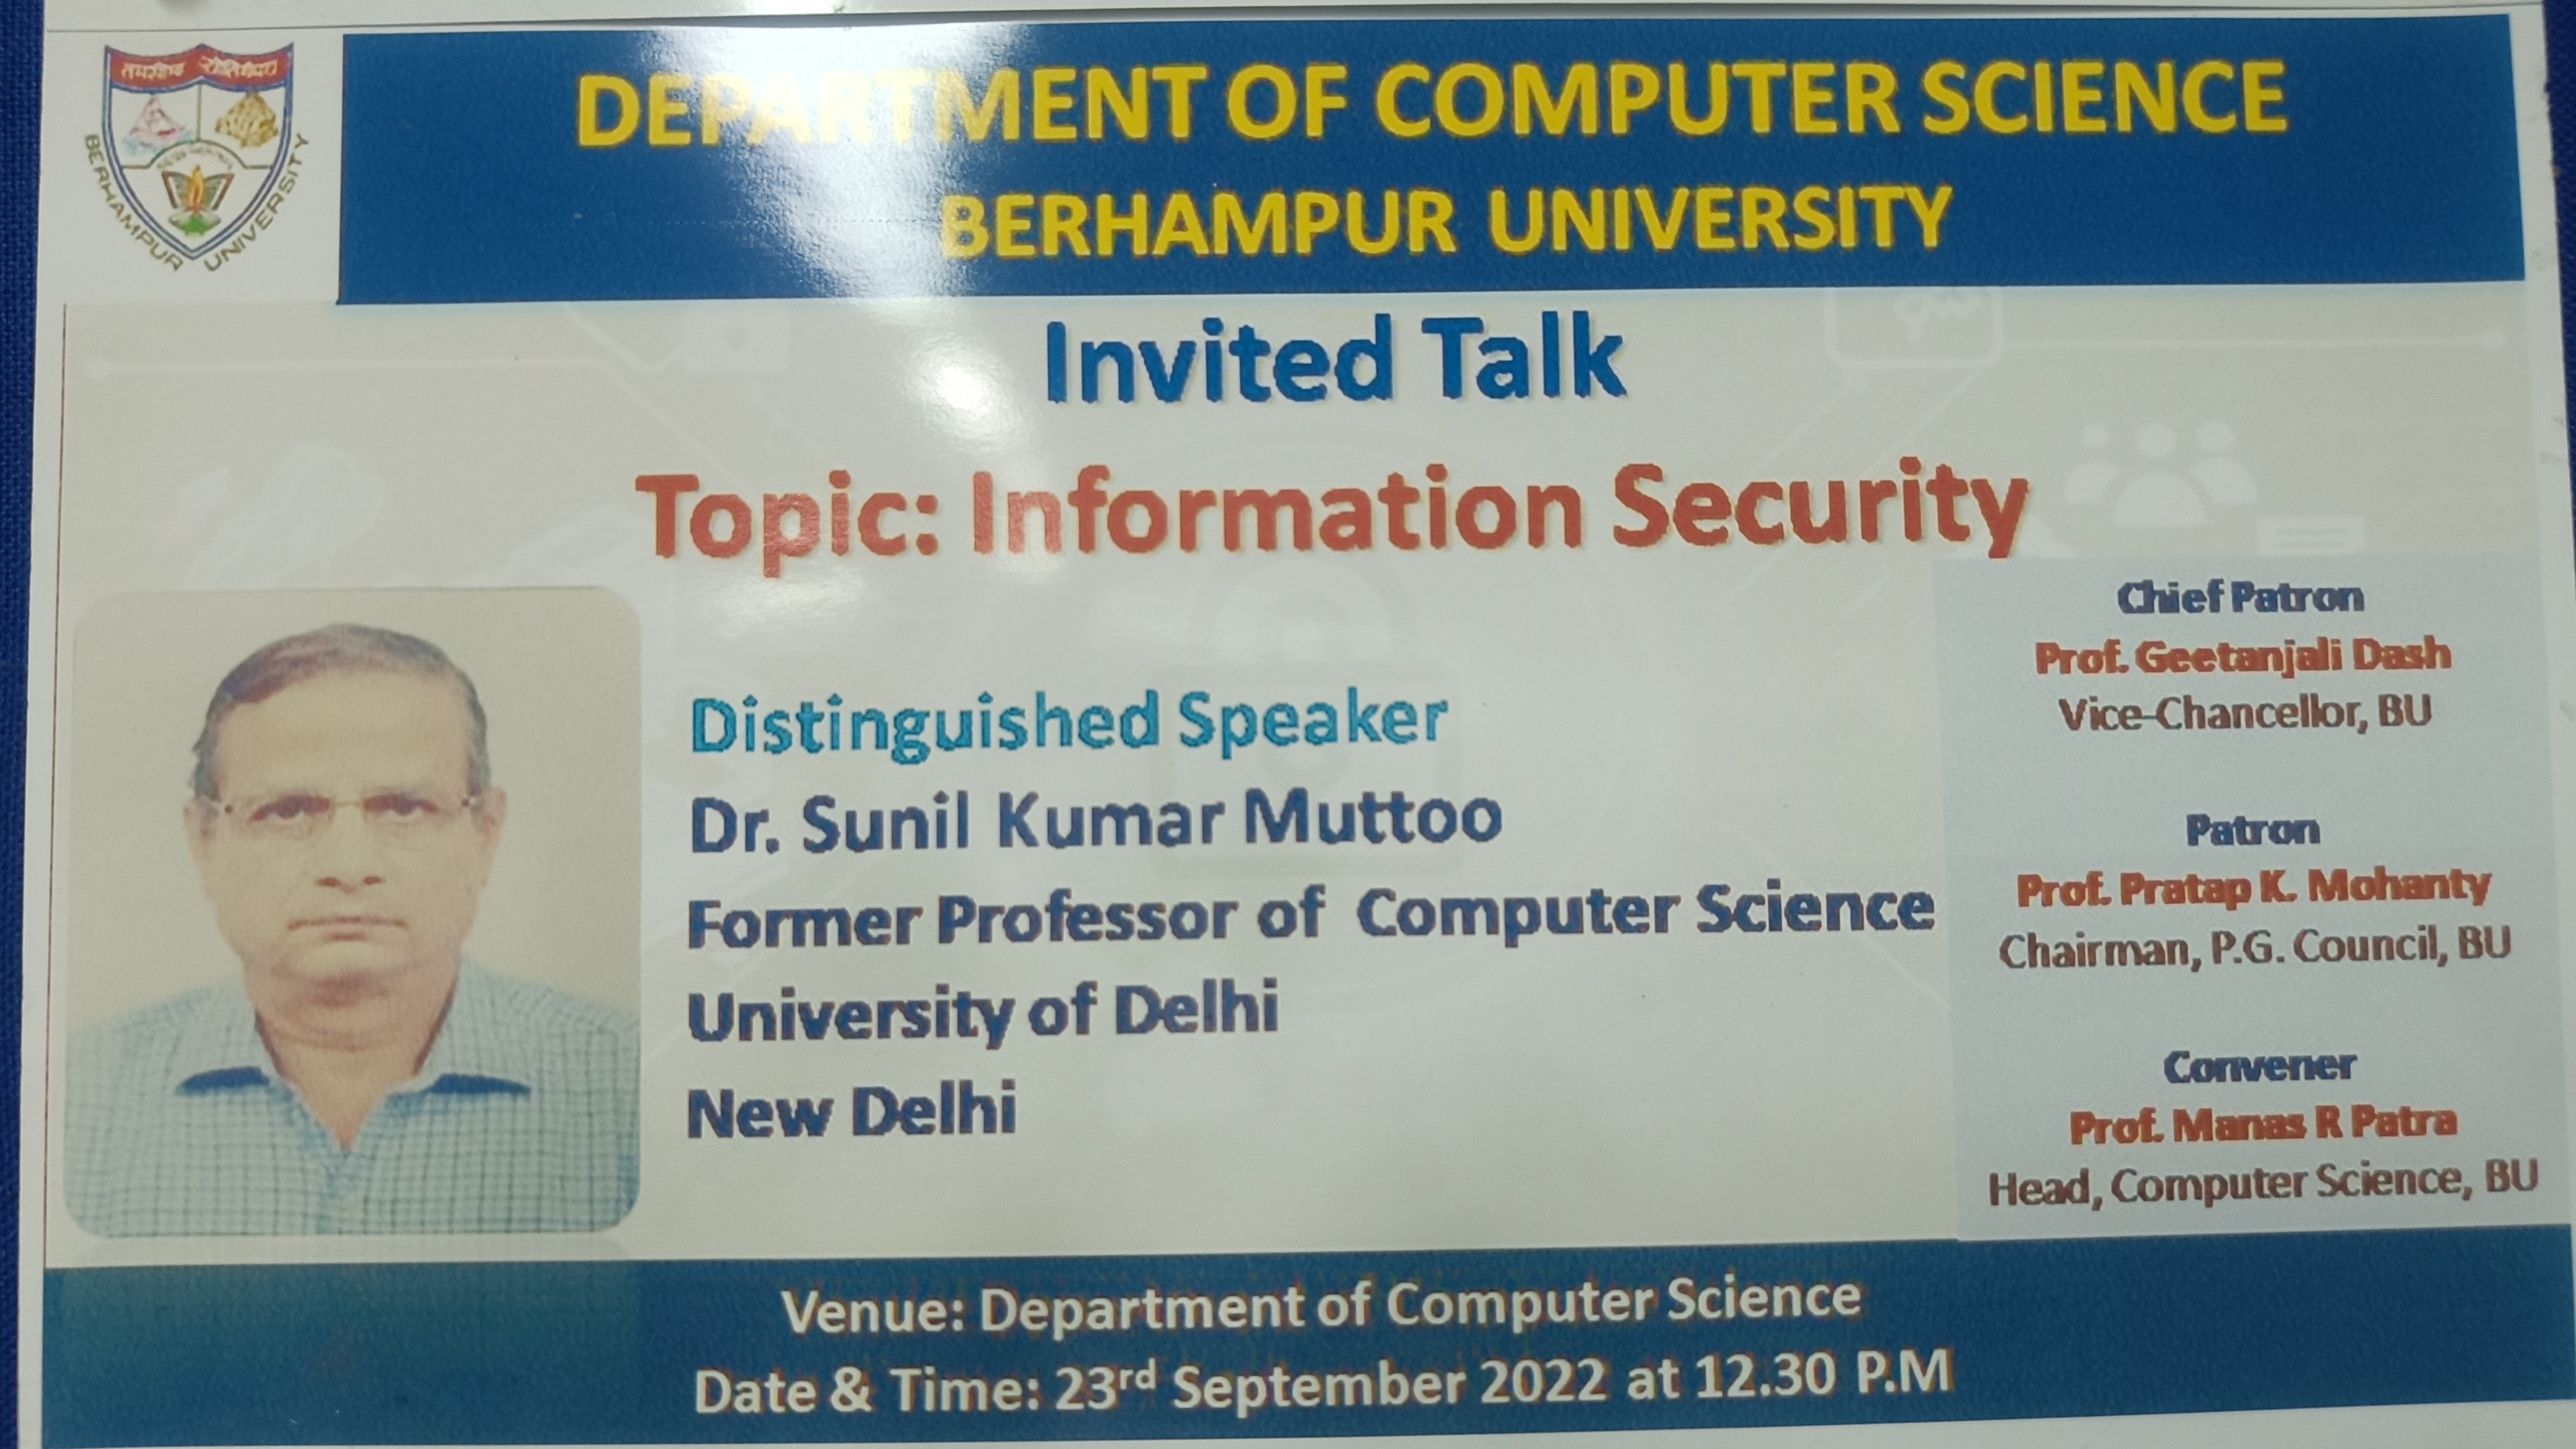 तमसोमा ज्योतिर्गमय
BERHAMPUR UNIVERSITY
DEPARTMENT OF COMPUTER SCIENCE
BERHAMPUR UNIVERSITY
Invited Talk
Topic: Information Security
Distinguished Speaker
Dr. Sunil Kumar Muttoo
Former Professor of Computer Science
University of Delhi
New Delhi
Chief Patron
Prof. Geetanjali Dash
Vice-Chancellor, BU
Patron
Prof. Pratap K. Mohanty
Chairman, P.G. Council, BU
Convener
Prof. Manas R Patra
Head, Computer Science, BU
Venue: Department of Computer Science
Date & Time: 23rd September 2022 at 12.30 P.M